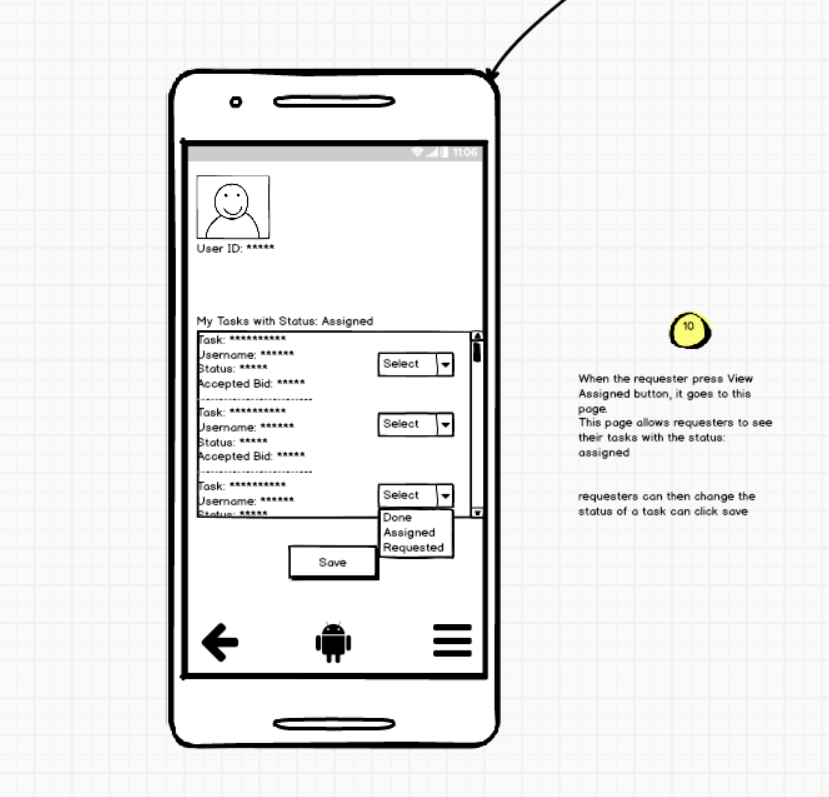 11:06
User ID: *****
My Tasks with Status: Assigned
Task: **********
Username: ******
Status: *****
Accepted Bid: *****
Select
Task: **********
Username: ******
Status: *****
Accepted Bid: *****
Select
Task: **********
Username: ******
Status: *****
Select
Done
Assigned
Requested
Save
10
When the requester press View
Assigned button, it goes to this
page.
This page allows requesters to see
their tasks with the status:
assigned
requesters can then change the
status of a task can click save